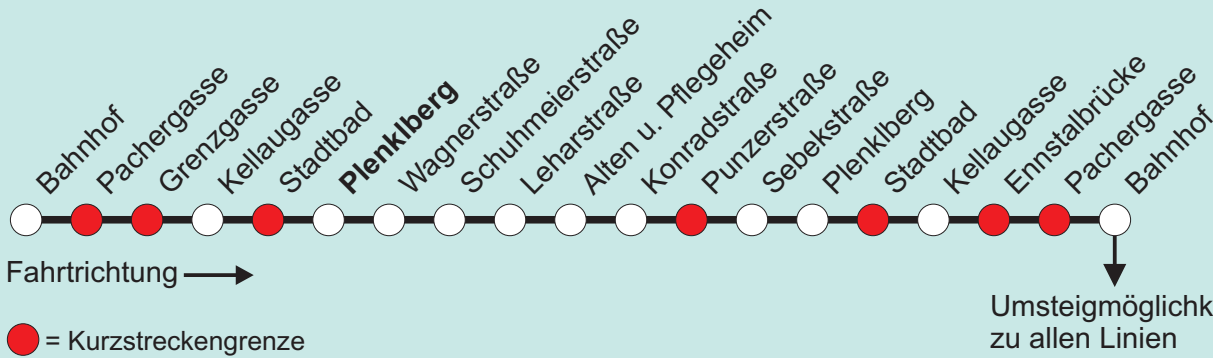 Bahnhof
Pachergasse
Grenzgasse
Kellaugasse
Stadtbad
Plenklberg
Wagnerstraße
Schuhmeierstraße
Leharstraße
Alten u. Pflegeheim
Konradstraße
Punzerstraße
Sebekstraße
Plenklberg
Stadtbad
Kellaugasse
Ennstalbrücke
Pachergasse
Bahnhof
Fahrtrichtung
Umsteigmöglichk
zu allen Linien
= Kurzstreckengrenze